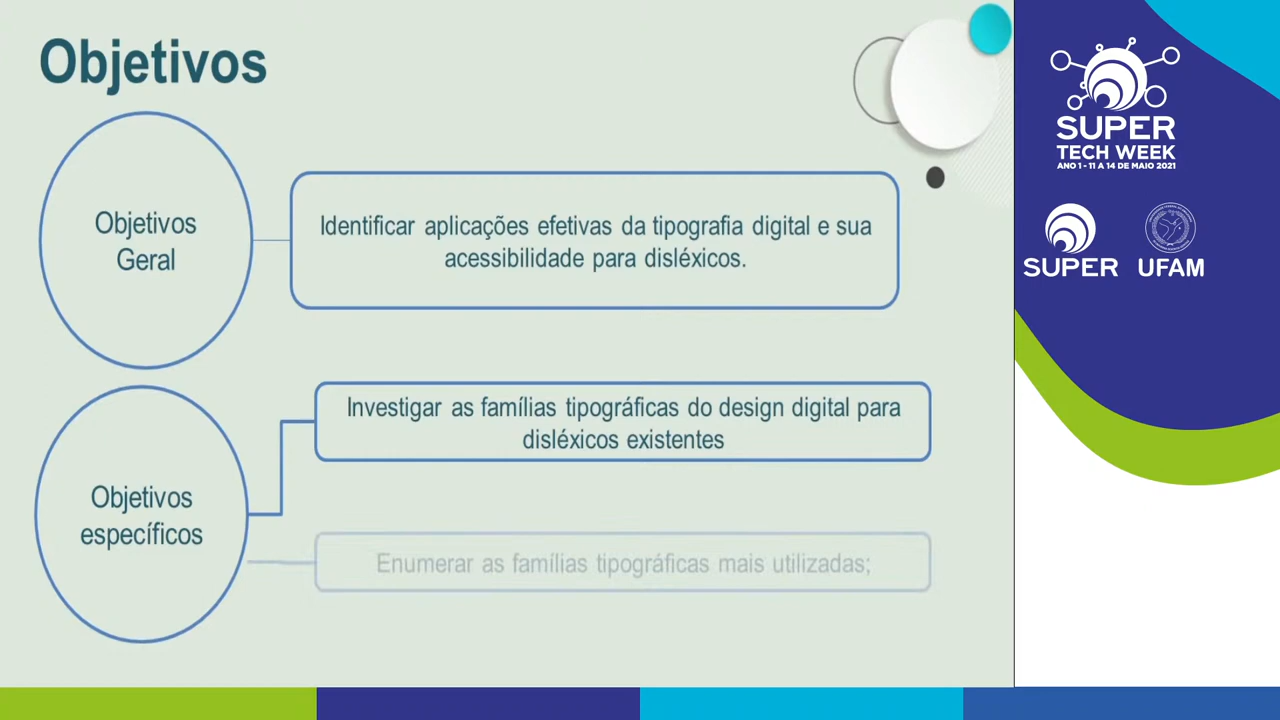 Objetivos
Objetivos
Geral
Identificar aplicações efetivas da tipografia digital e sua
acessibilidade para disléxicos.
Objetivos
específicos
Investigar as famílias tipográficas do design digital para
disléxicos existentes
Enumerar as famílias tipográficas mais utilizadas;
SUPER
TECH WEEK
ANO 1 - 11 A 14 DE MAIO 2021
SUPER
UFAM